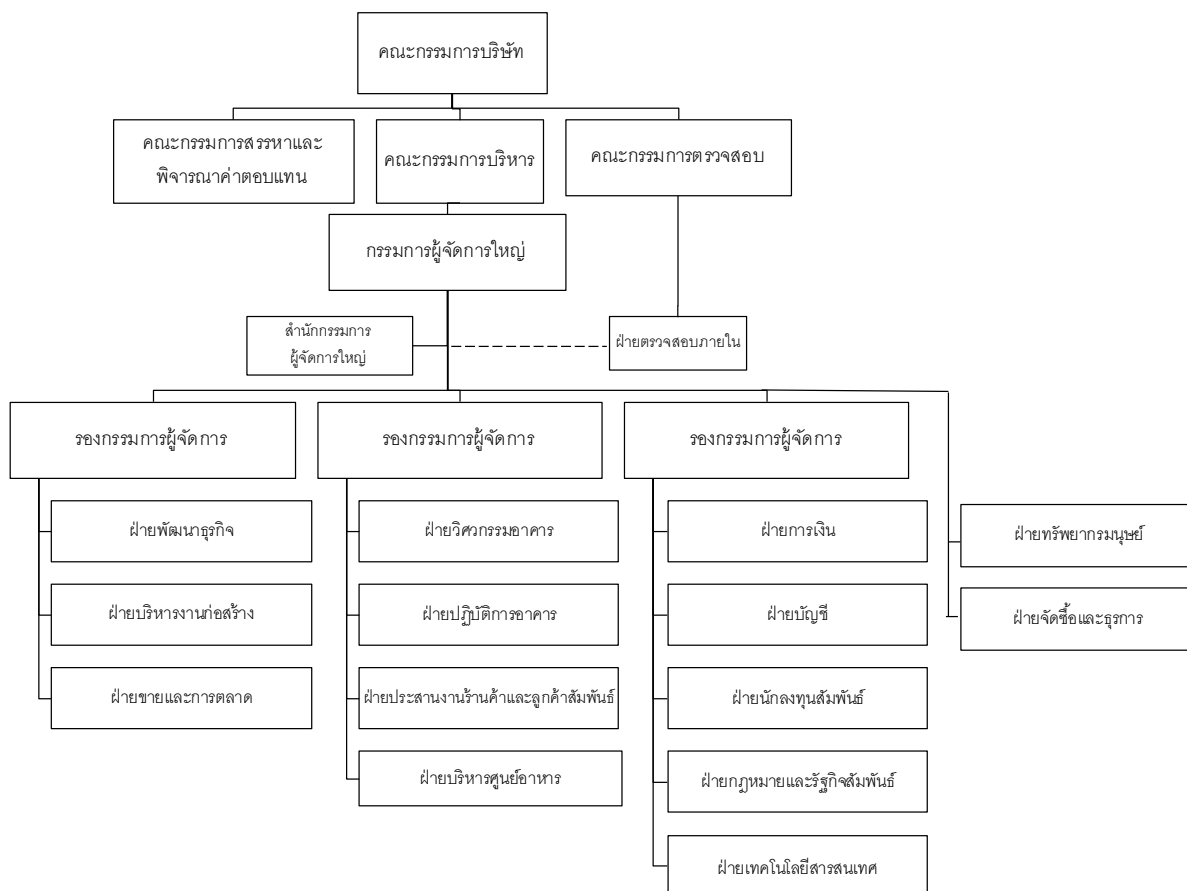 คณะกรรมการบริษัท
คณะกรรมการสรรหาและ
พิจารณาค่าตอบแทน
คณะกรรมการบริหาร
คณะกรรมการตรวจสอบ
กรรมการผู้จัดการใหญ่
สำนักกรรมการ
ผู้จัดการใหญ่
ฝ่ายตรวจสอบภายใน
รองกรรมการผู้จัดการ
รองกรรมการผู้จัดการ
รองกรรมการผู้จัดการ
ฝ่ายพัฒนาธุรกิจ
ฝ่ายบริหารงานก่อสร้าง
ฝ่ายขายและการตลาด
ฝ่ายวิศวกรรมอาคาร
ฝ่ายปฏิบัติการอาคาร
ฝ่ายประสานงานร้านค้าและลูกค้าสัมพันธ์
ฝ่ายบริหารศูนย์อาหาร
ฝ่ายการเงิน
ฝ่ายบัญชี
ฝ่ายนักลงทุนสัมพันธ์
ฝ่ายกฎหมายและรัฐกิจสัมพันธ์
ฝ่ายเทคโนโลยีสารสนเทศ
ฝ่ายทรัพยากรมนุษย์
ฝ่ายจัดซื้อและธุรการ